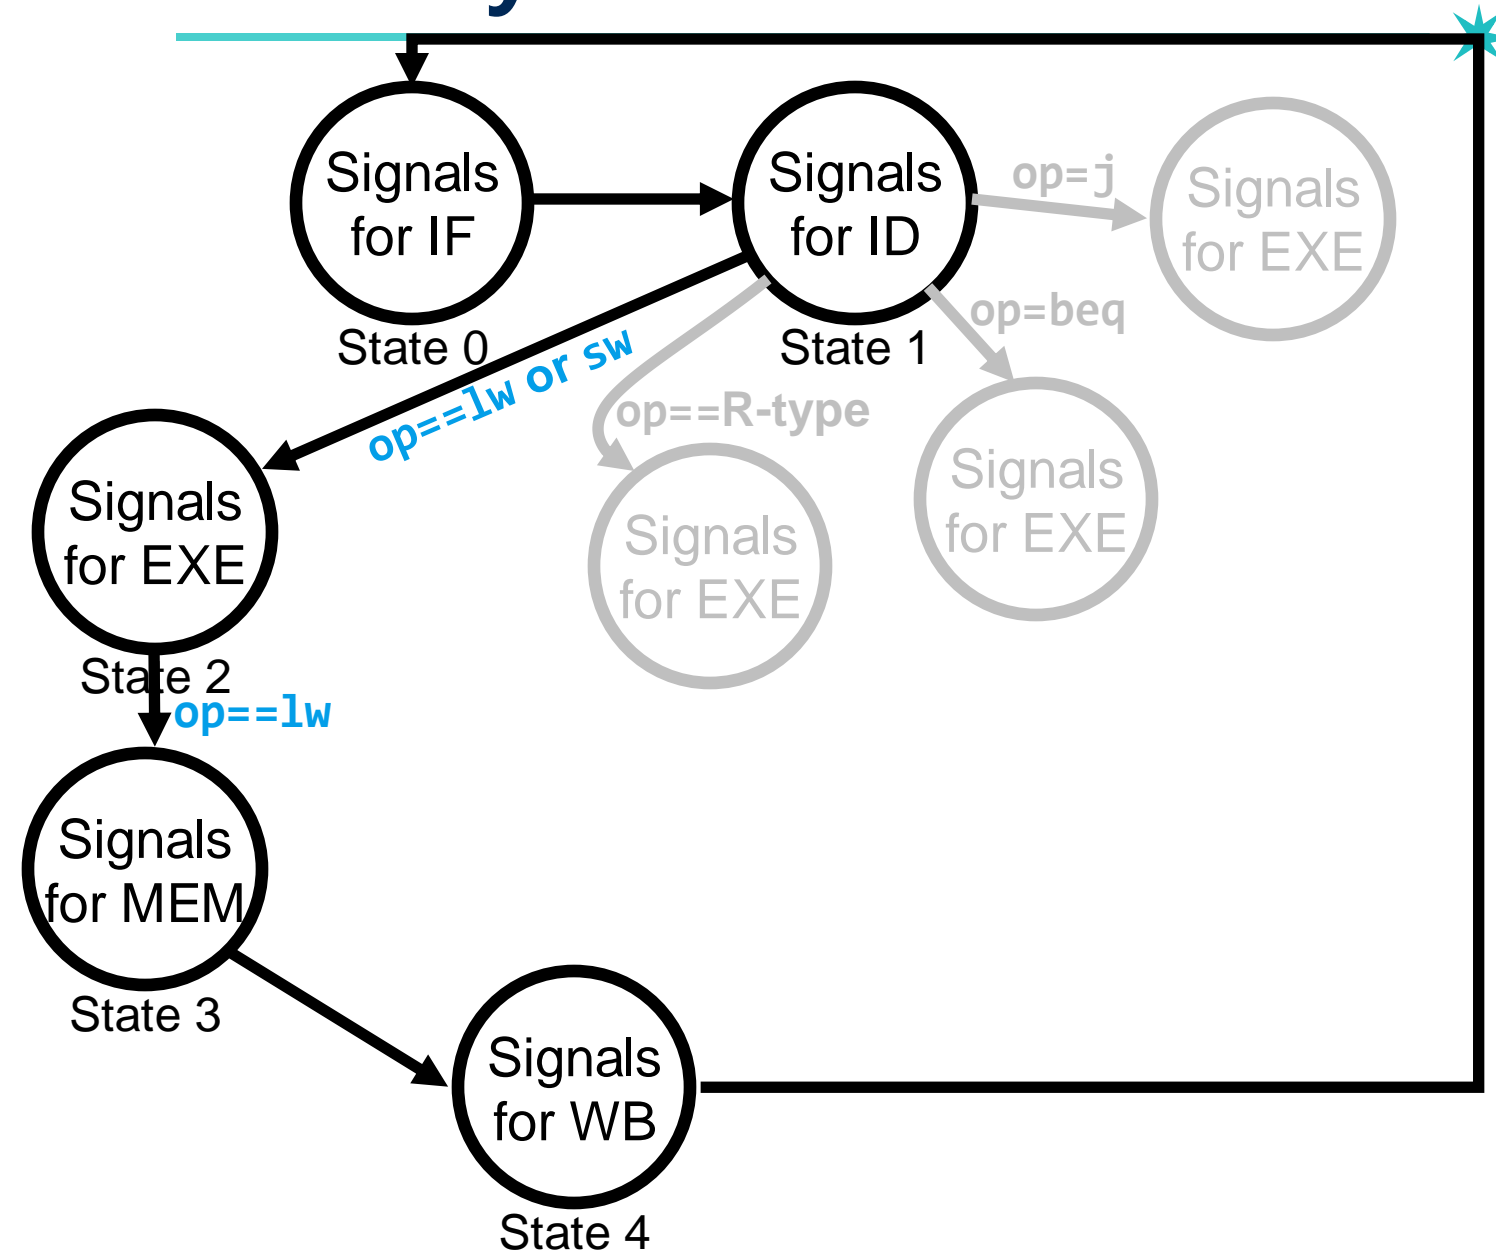 Signals
for IF
State 0
Signals
for ID
State 1
op=j
Signals
for EXE
op=beq
Signals
for EXE
op==R-type
Signals
for EXE
op==lw or sw
Signals
for EXE
State 2
op==lw
Signals
for MEM
State 3
Signals
for WB
State 4